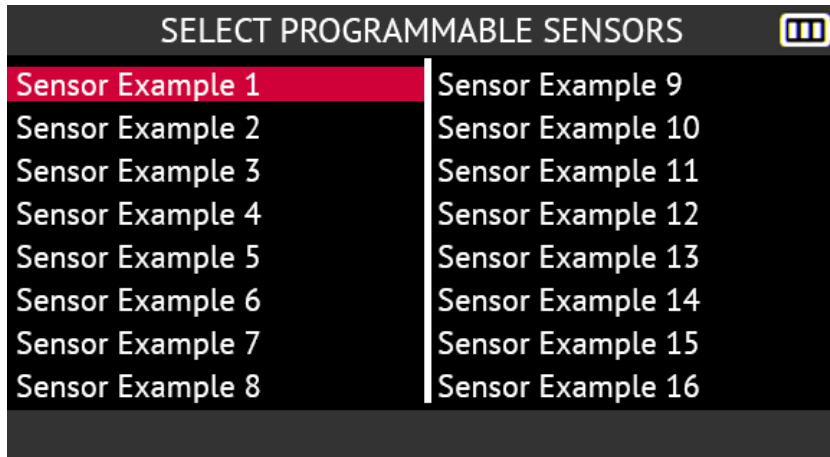 SELECT PROGRAMMABLE SENSORS
Sensor Example 1
Sensor Example 2
Sensor Example 3
Sensor Example 4
Sensor Example 5
Sensor Example 6
Sensor Example 7
Sensor Example 8
Sensor Example 9
Sensor Example 10
Sensor Example 11
Sensor Example 12
Sensor Example 13
Sensor Example 14
Sensor Example 15
Sensor Example 16